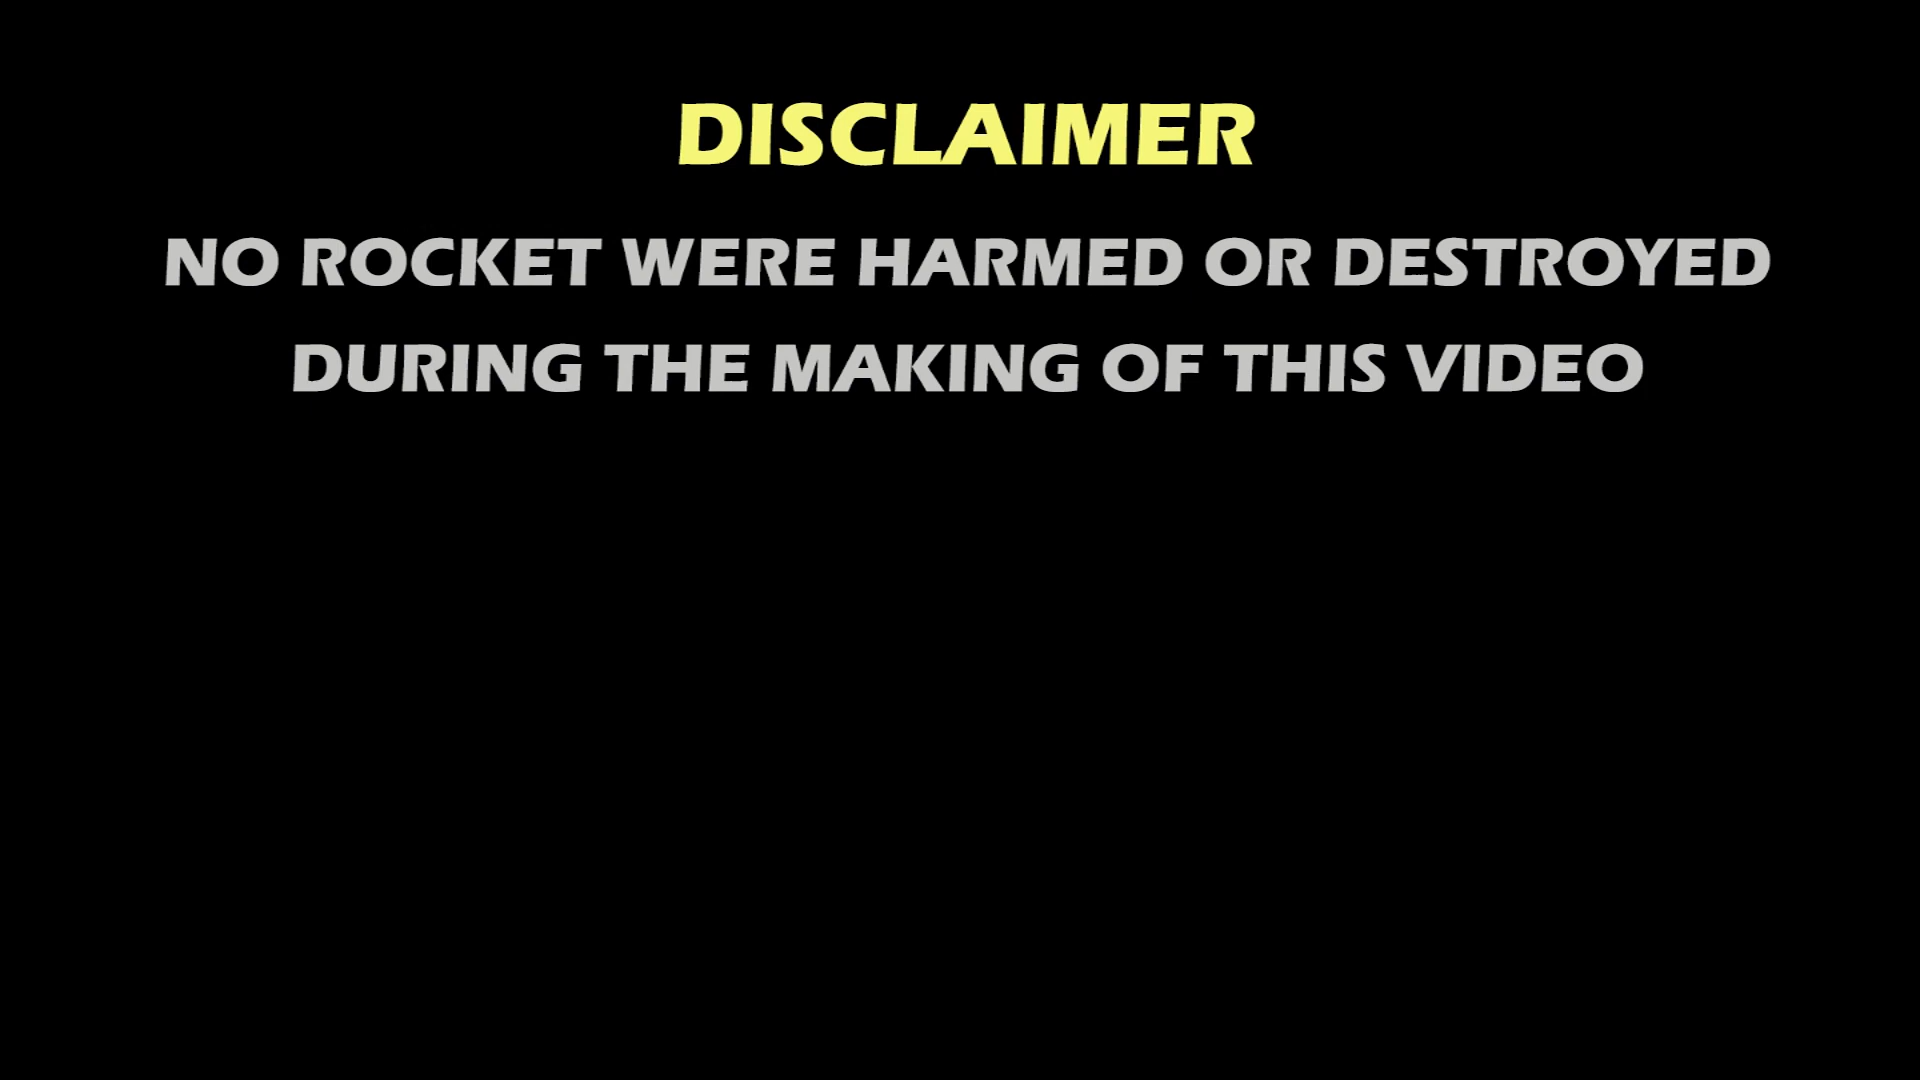 DISCLAIMER
NO ROCKET WERE HARMED OR DESTROYED
DURING THE MAKING OF THIS VIDEO